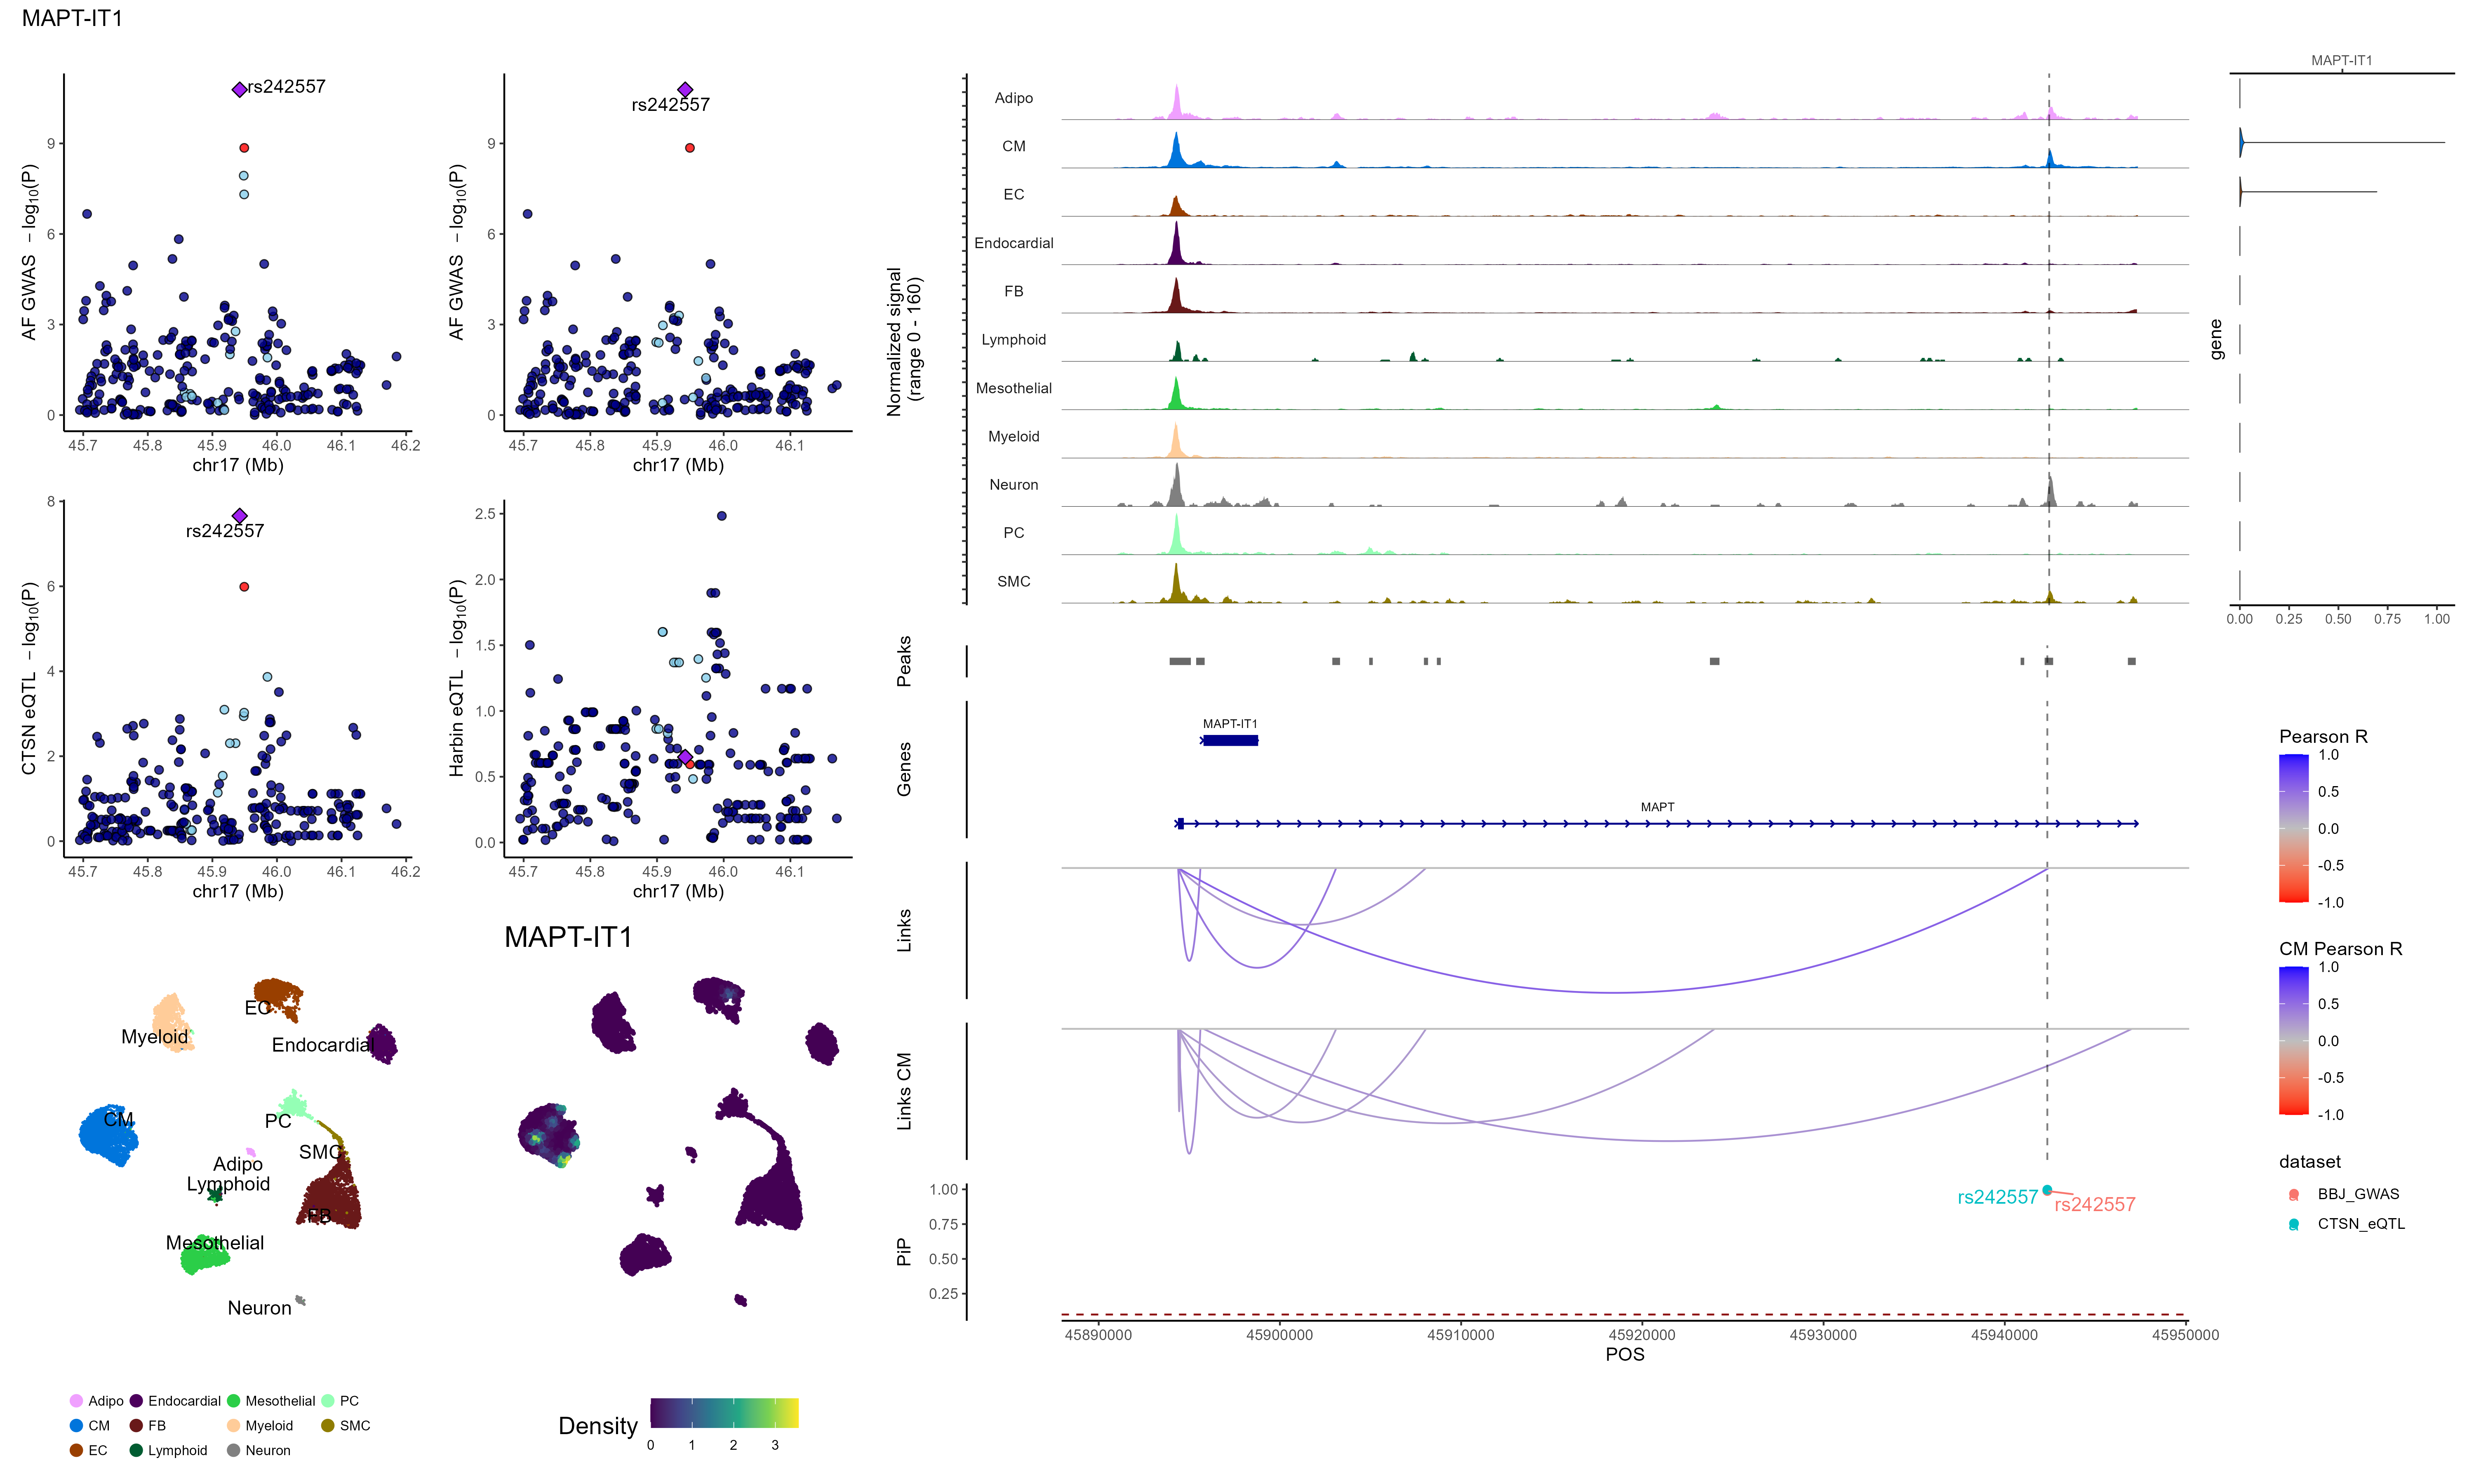 MAPT-IT1
AF GWAS −log10(P)
9
6
3
0
rs242557
45.7 45.8 45.9 46.0 46.1 46.2
chr17 (Mb)
AF GWAS −log10(P)
9
6
3
0
rs242557
45.7 45.8 45.9 46.0 46.1
chr17 (Mb)
CTSN eQTL −log10(P)
8
6
4
2
0
rs242557
45.7 45.8 45.9 46.0 46.1 46.2
chr17 (Mb)
Harbin eQTL −log10(P)
2.5
2.0
1.5
1.0
0.5
0.0
45.7 45.8 45.9 46.0 46.1
chr17 (Mb)
EC
Myeloid
Endocardial
CM
PC
SMC
Adipo
Lymphoid
FB
Mesothelial
Neuron
Adipo Endocardial Mesothelial PC
CM FB Myeloid SMC
EC Lymphoid Neuron
MAPT-IT1
Density
0 1 2 3
Normalized signal
(range 0 - 160)
Adipo
CM
EC
Endocardial
FB
Lymphoid
Mesothelial
Myeloid
Neuron
PC
SMC
MAPT-IT1
gene
0.00 0.25 0.50 0.75 1.00
Peaks
Genes
MAPT-IT1
MAPT
Links
Links CM
PiP
1.00
0.75
0.50
0.25
rs242557
rs242557
45890000 45900000 45910000 45920000 45930000 45940000 45950000
POS
Pearson R
1.0
0.5
0.0
-0.5
-1.0
CM Pearson R
1.0
0.5
0.0
-0.5
-1.0
dataset
a BBJ_GWAS
a CTSN_eQTL